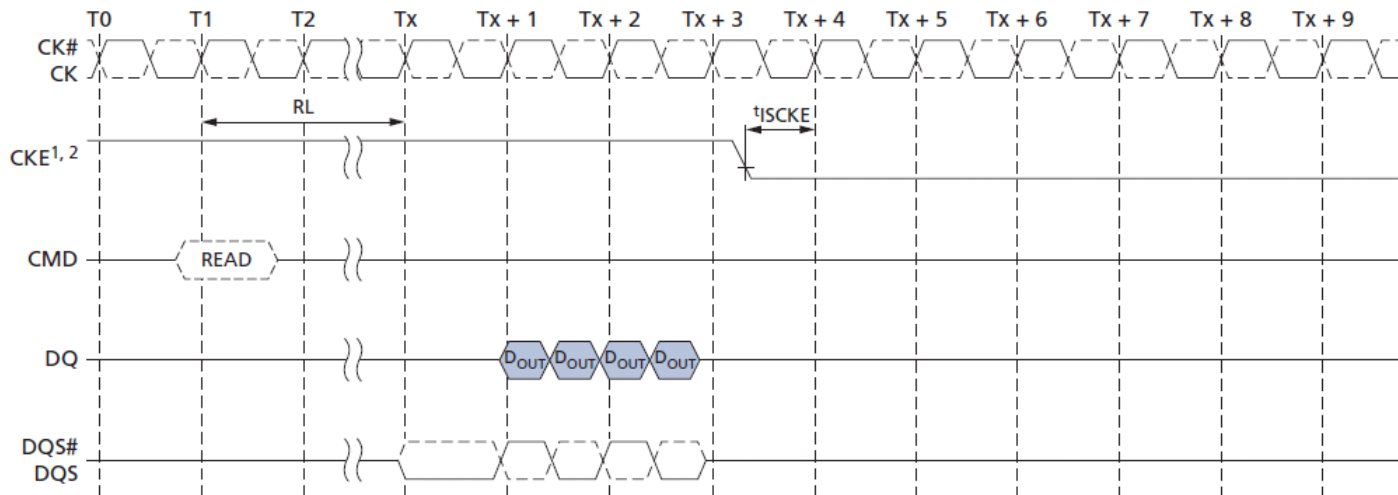 T0 T1 T2 Tx Tx + 1 Tx + 2 Tx + 3 Tx + 4 Tx + 5 Tx + 6 Tx + 7 Tx + 8 Tx + 9
CK#
CK
RL
tISCKE
CKE1, 2
CMD READ
DQ DOUT DOUT DOUT DOUT
DQS#
DQS